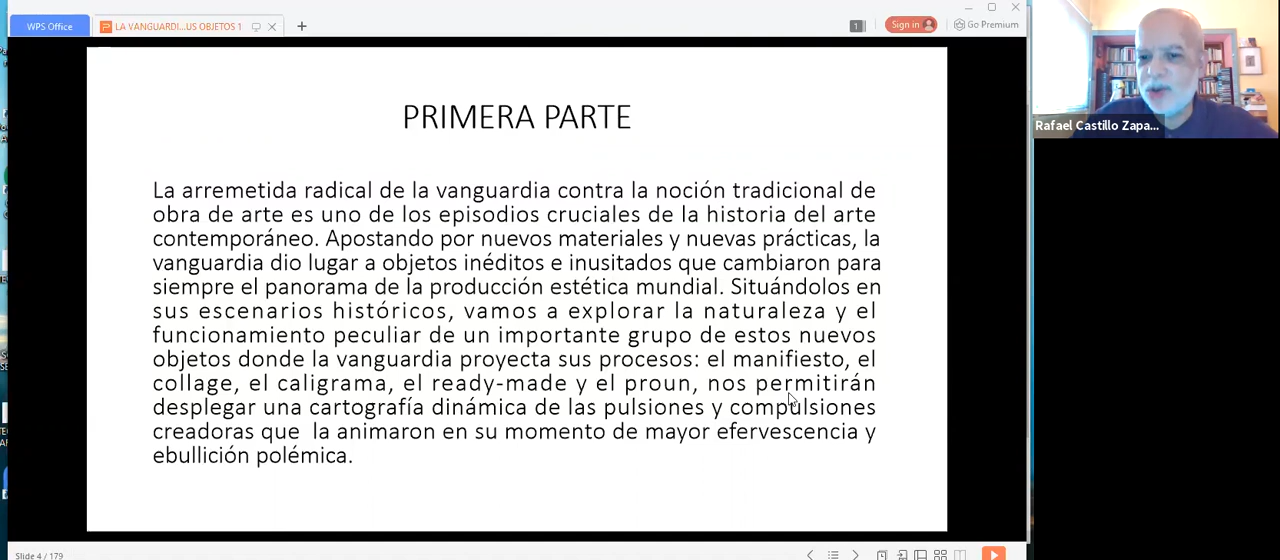 WPS Office
LA VANGUARDI...US OBJETOS 1
1
Sign in
Go Premium
PRIMERA PARTE
La arremetida radical de la vanguardia contra la noción tradicional de
obra de arte es uno de los episodios cruciales de la historia del arte
contemporáneo. Apostando por nuevos materiales y nuevas prácticas, la
vanguardia dio lugar a objetos inéditos e inusitados que cambiaron para
siempre el panorama de la producción estética mundial. Situándolos en
sus escenarios históricos, vamos a explorar la naturaleza y el
funcionamiento peculiar de un importante grupo de estos nuevos
objetos donde la vanguardia proyecta sus procesos: el manifiesto, el
collage, el caligrama, el ready-made y el proun, nos permitirán
desplegar una cartografía dinámica de las pulsiones y compulsiones
creadoras que la animaron en su momento de mayor efervescencia y
ebullición polémica.
Rafael Castillo Zapa...
Slide 4 / 179